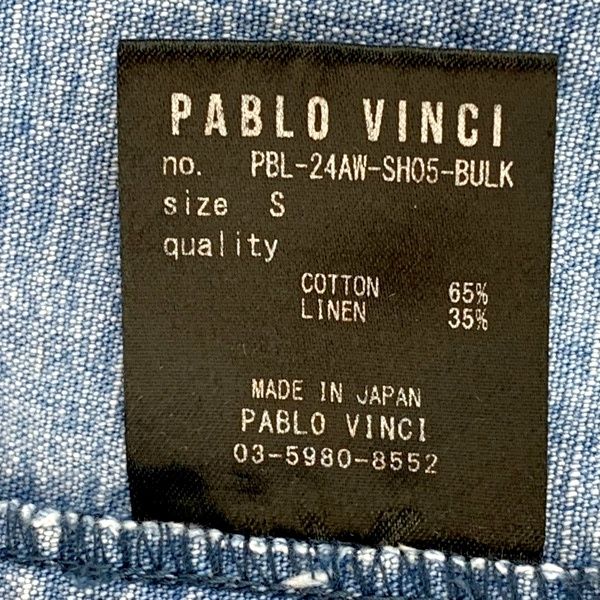 PABLO VINCI
no. PBL-24AW-SH05-BULK
size S
quality
COTTON 65%
LINEN 35%
MADE IN JAPAN
PABLO VINCI
03-5980-8552